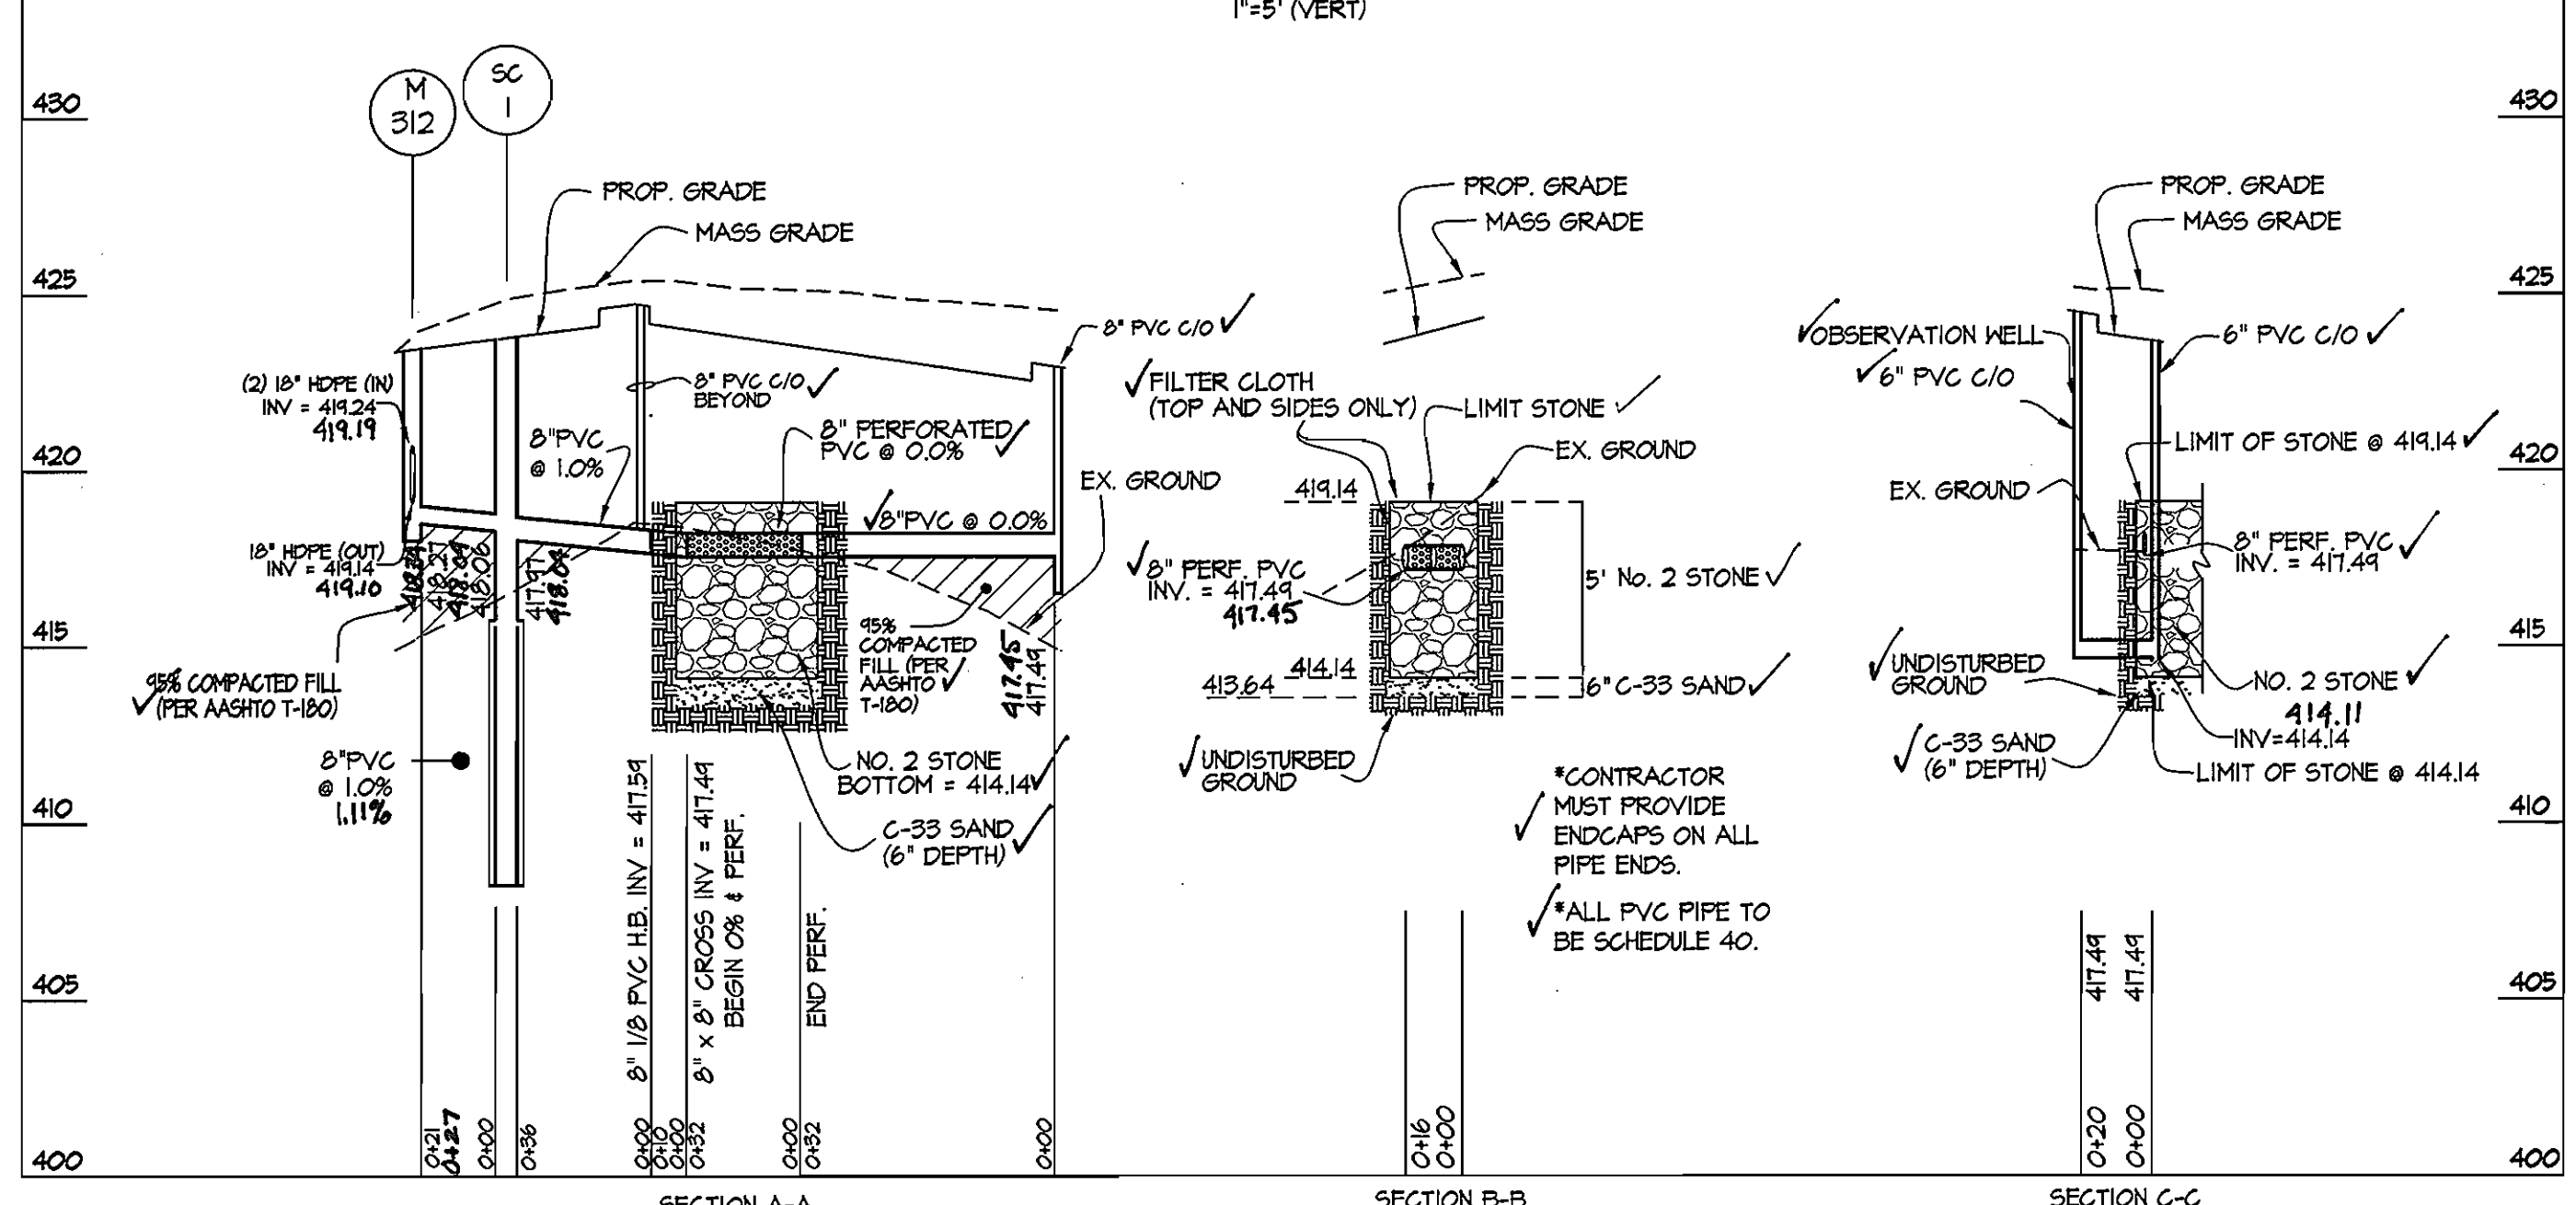 1"=5' (VERT)
430
425
420
415
410
405
400
M
312
SC
1
PROP. GRADE
MASS GRADE
(2) 18" HDPE (IN)
INV = 419.24
419.19
18" HDPE (OUT)
INV = 419.14
419.10
8" PVC
@ 1.0%
8" PVC C/O
BEYOND
8" PERFORATED
PVC @ 0.0%
8" PVC @ 0.0%
8" PVC C/O
EX. GROUND
418.27
418.09
418.06
417.97
418.04
95% COMPACTED FILL
(PER AASHTO T-180)
8" PVC
@ 1.0%
1.11%
95%
COMPACTED
FILL (PER
AASHTO
T-180)
417.45
417.49
NO. 2 STONE
BOTTOM = 414.14
C-33 SAND
(6" DEPTH)
8" 1/8 PVC H.B. INV = 417.59
8" x 8" CROSS INV = 417.49
BEGIN 0% & PERF.
END PERF.
0+21
0+27
0+00
0+36
0+00
0+10
0+00
0+32
0+00
0+32
0+00
SECTION A-A
PROP. GRADE
MASS GRADE
FILTER CLOTH
(TOP AND SIDES ONLY)
LIMIT STONE
EX. GROUND
419.14
8" PERF. PVC
INV. = 417.49
417.45
5' No. 2 STONE
414.14
413.64
6" C-33 SAND
UNDISTURBED
GROUND
*CONTRACTOR
MUST PROVIDE
ENDCAPS ON ALL
PIPE ENDS.
*ALL PVC PIPE TO
BE SCHEDULE 40.
0+16
0+00
SECTION B-B
PROP. GRADE
MASS GRADE
OBSERVATION WELL
6" PVC C/O
6" PVC C/O
LIMIT OF STONE @ 419.14
EX. GROUND
8" PERF. PVC
INV. = 417.49
UNDISTURBED
GROUND
NO. 2 STONE
414.11
INV=414.14
C-33 SAND
(6" DEPTH)
LIMIT OF STONE @ 414.14
417.49
417.49
0+20
0+00
SECTION C-C
430
425
420
415
410
405
400